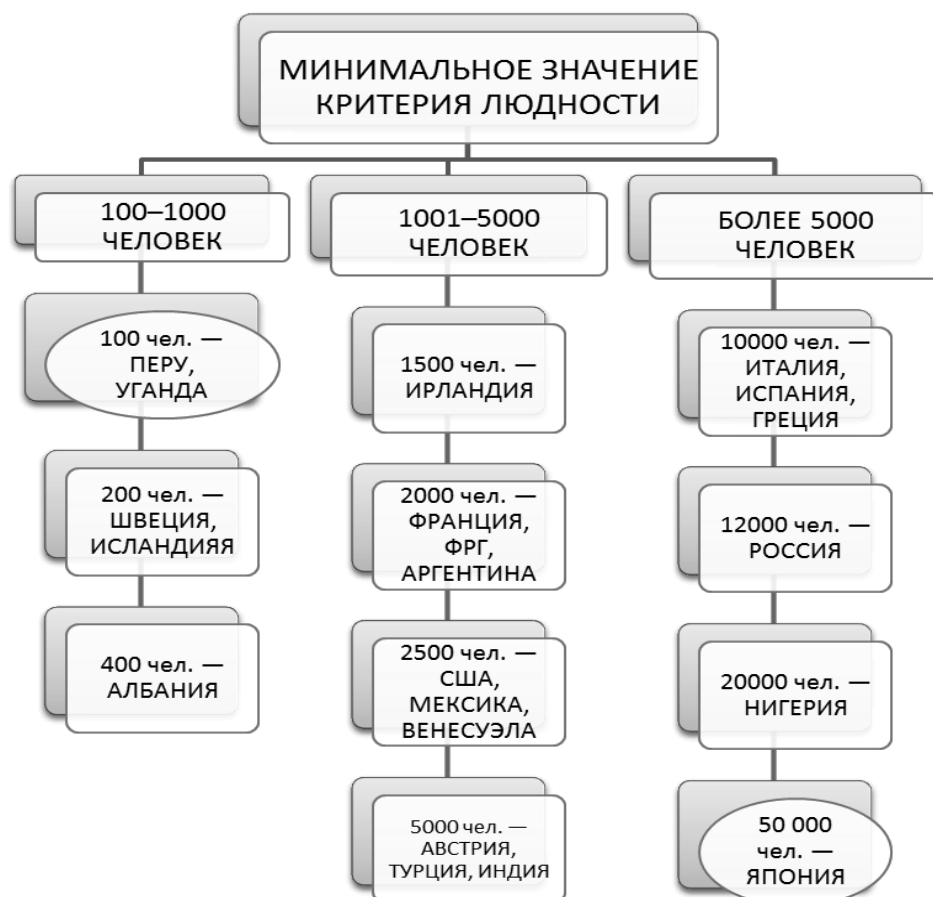 МИНИМАЛЬНОЕ ЗНАЧЕНИЕ
КРИТЕРИЯ ЛЮДНОСТИ
100–1000
ЧЕЛОВЕК
100 чел. —
ПЕРУ,
УГАНДА
200 чел. —
ШВЕЦИЯ,
ИСЛАНДИЯЯ
400 чел. —
АЛБАНИЯ
1001–5000
ЧЕЛОВЕК
1500 чел. —
ИРЛАНДИЯ
2000 чел. —
ФРАНЦИЯ,
ФРГ,
АРГЕНТИНА
2500 чел. —
США,
МЕКСИКА,
ВЕНЕСУЭЛА
5000 чел. —
АВСТРИЯ,
ТУРЦИЯ, ИНДИЯ
БОЛЕЕ 5000
ЧЕЛОВЕК
10000 чел. —
ИТАЛИЯ,
ИСПАНИЯ,
ГРЕЦИЯ
12000 чел. —
РОССИЯ
20000 чел. —
НИГЕРИЯ
50 000
чел. —
ЯПОНИЯ